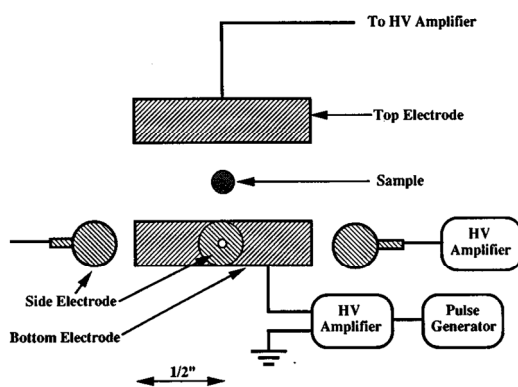 To HV Amplifier
Top Electrode
Sample
HV
Amplifier
Side Electrode
Bottom Electrode
HV
Amplifier
Pulse
Generator
1/2"